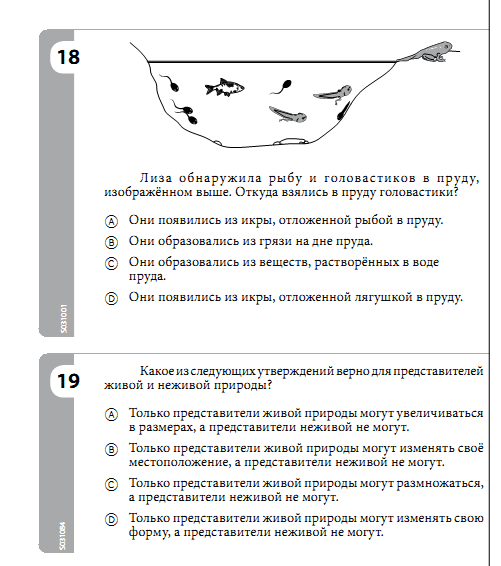 18
Лиза обнаружила рыбу и головастиков в пруду,
изображённом выше. Откуда взялись в пруду головастики?
A Они появились из икры, отложенной рыбой в пруду.
B Они образовались из грязи на дне пруда.
C Они образовались из веществ, растворённых в воде
пруда.
D Они появились из икры, отложенной лягушкой в пруду.
S031001
19
Какое из следующих утверждений верно для представителей
живой и неживой природы?
A Только представители живой природы могут увеличиваться
в размерах, а представители неживой не могут.
B Только представители живой природы могут изменять своё
местоположение, а представители неживой не могут.
C Только представители живой природы могут размножаться,
а представители неживой не могут.
D Только представители живой природы могут изменять свою
форму, а представители неживой не могут.
S031084